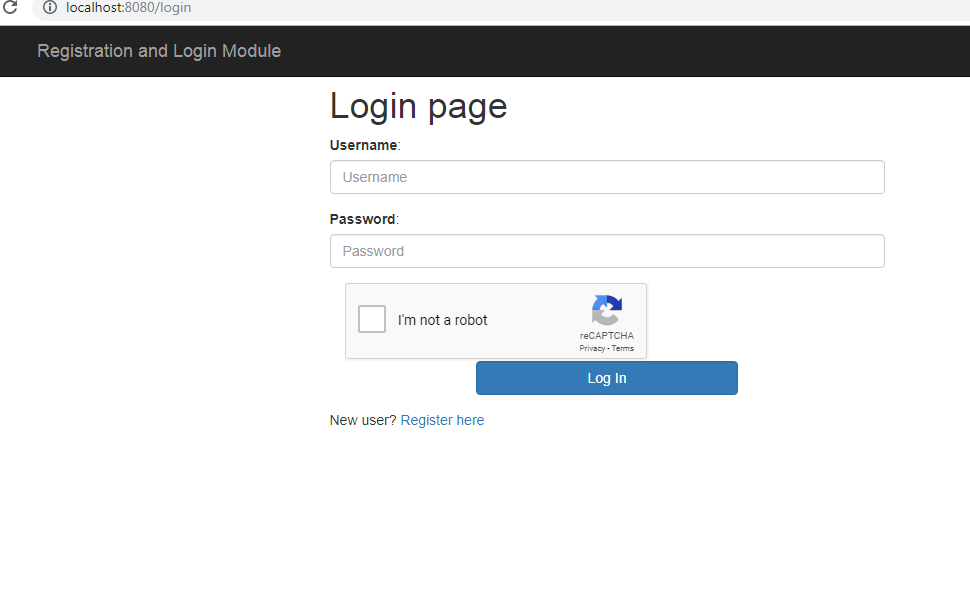 localhost:8080/login
Registration and Login Module
Login page
Username:
Username
Password:
Password
I'm not a robot
reCAPTCHA
Privacy - Terms
Log In
New user? Register here